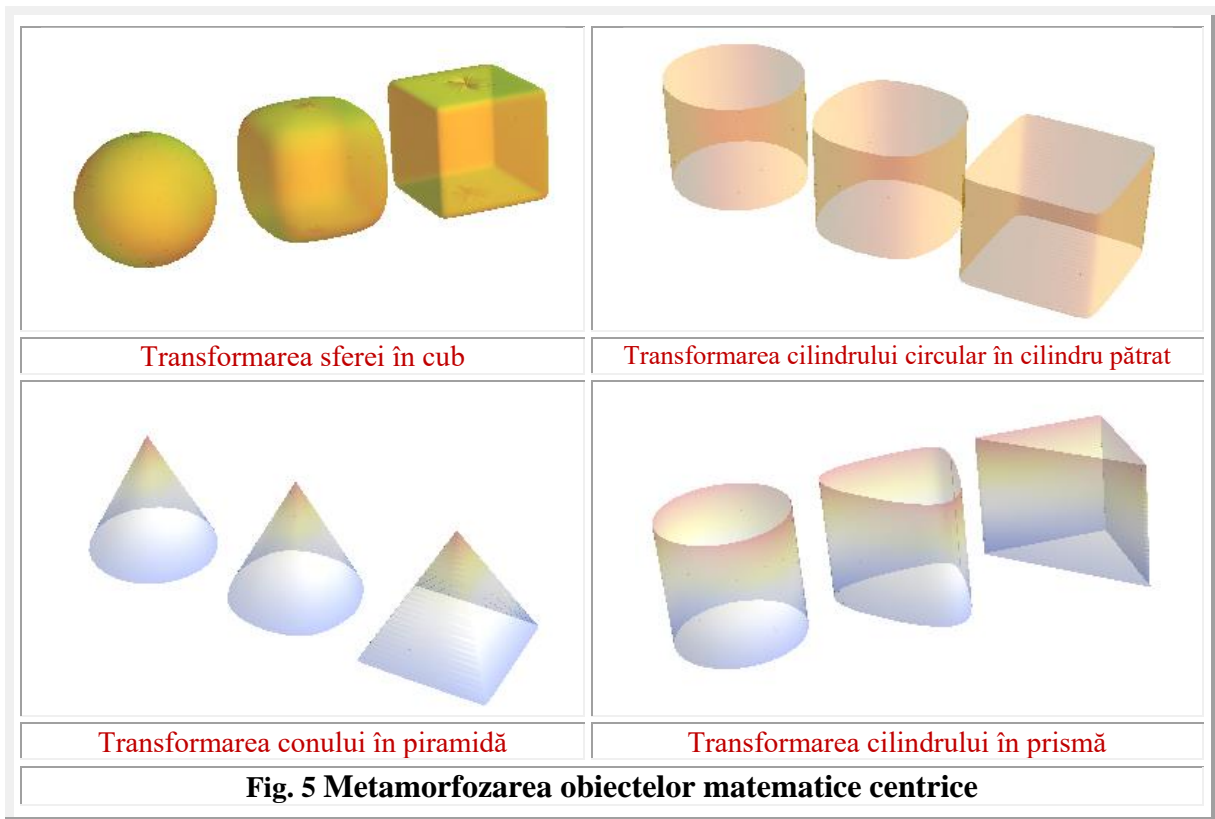 Transformarea sferei în cub
Transformarea cilindrului circular în cilindru pătrat
Transformarea conului în piramidă
Transformarea cilindrului în prismă
Fig. 5 Metamorfozarea obiectelor matematice centrice